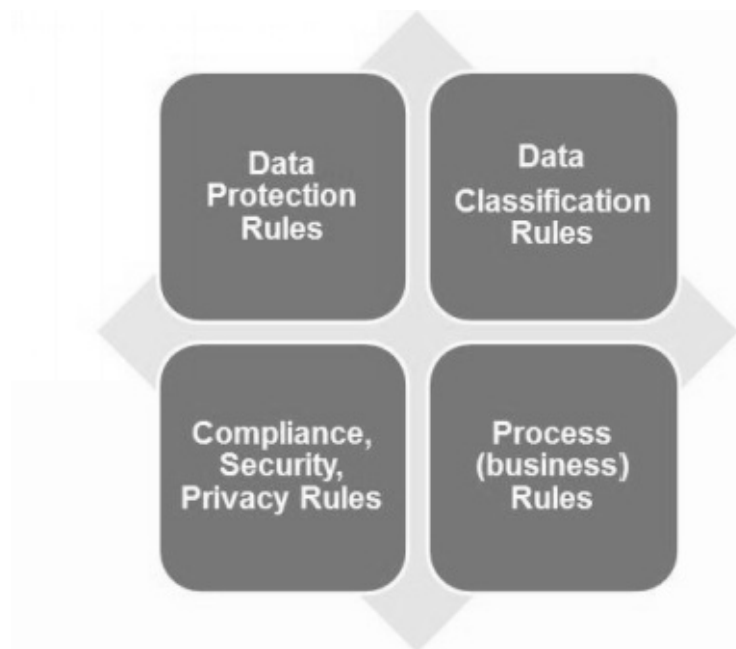 Data
Protection
Rules
Data
Classification
Rules
Compliance,
Security,
Privacy Rules
Process
(business)
Rules